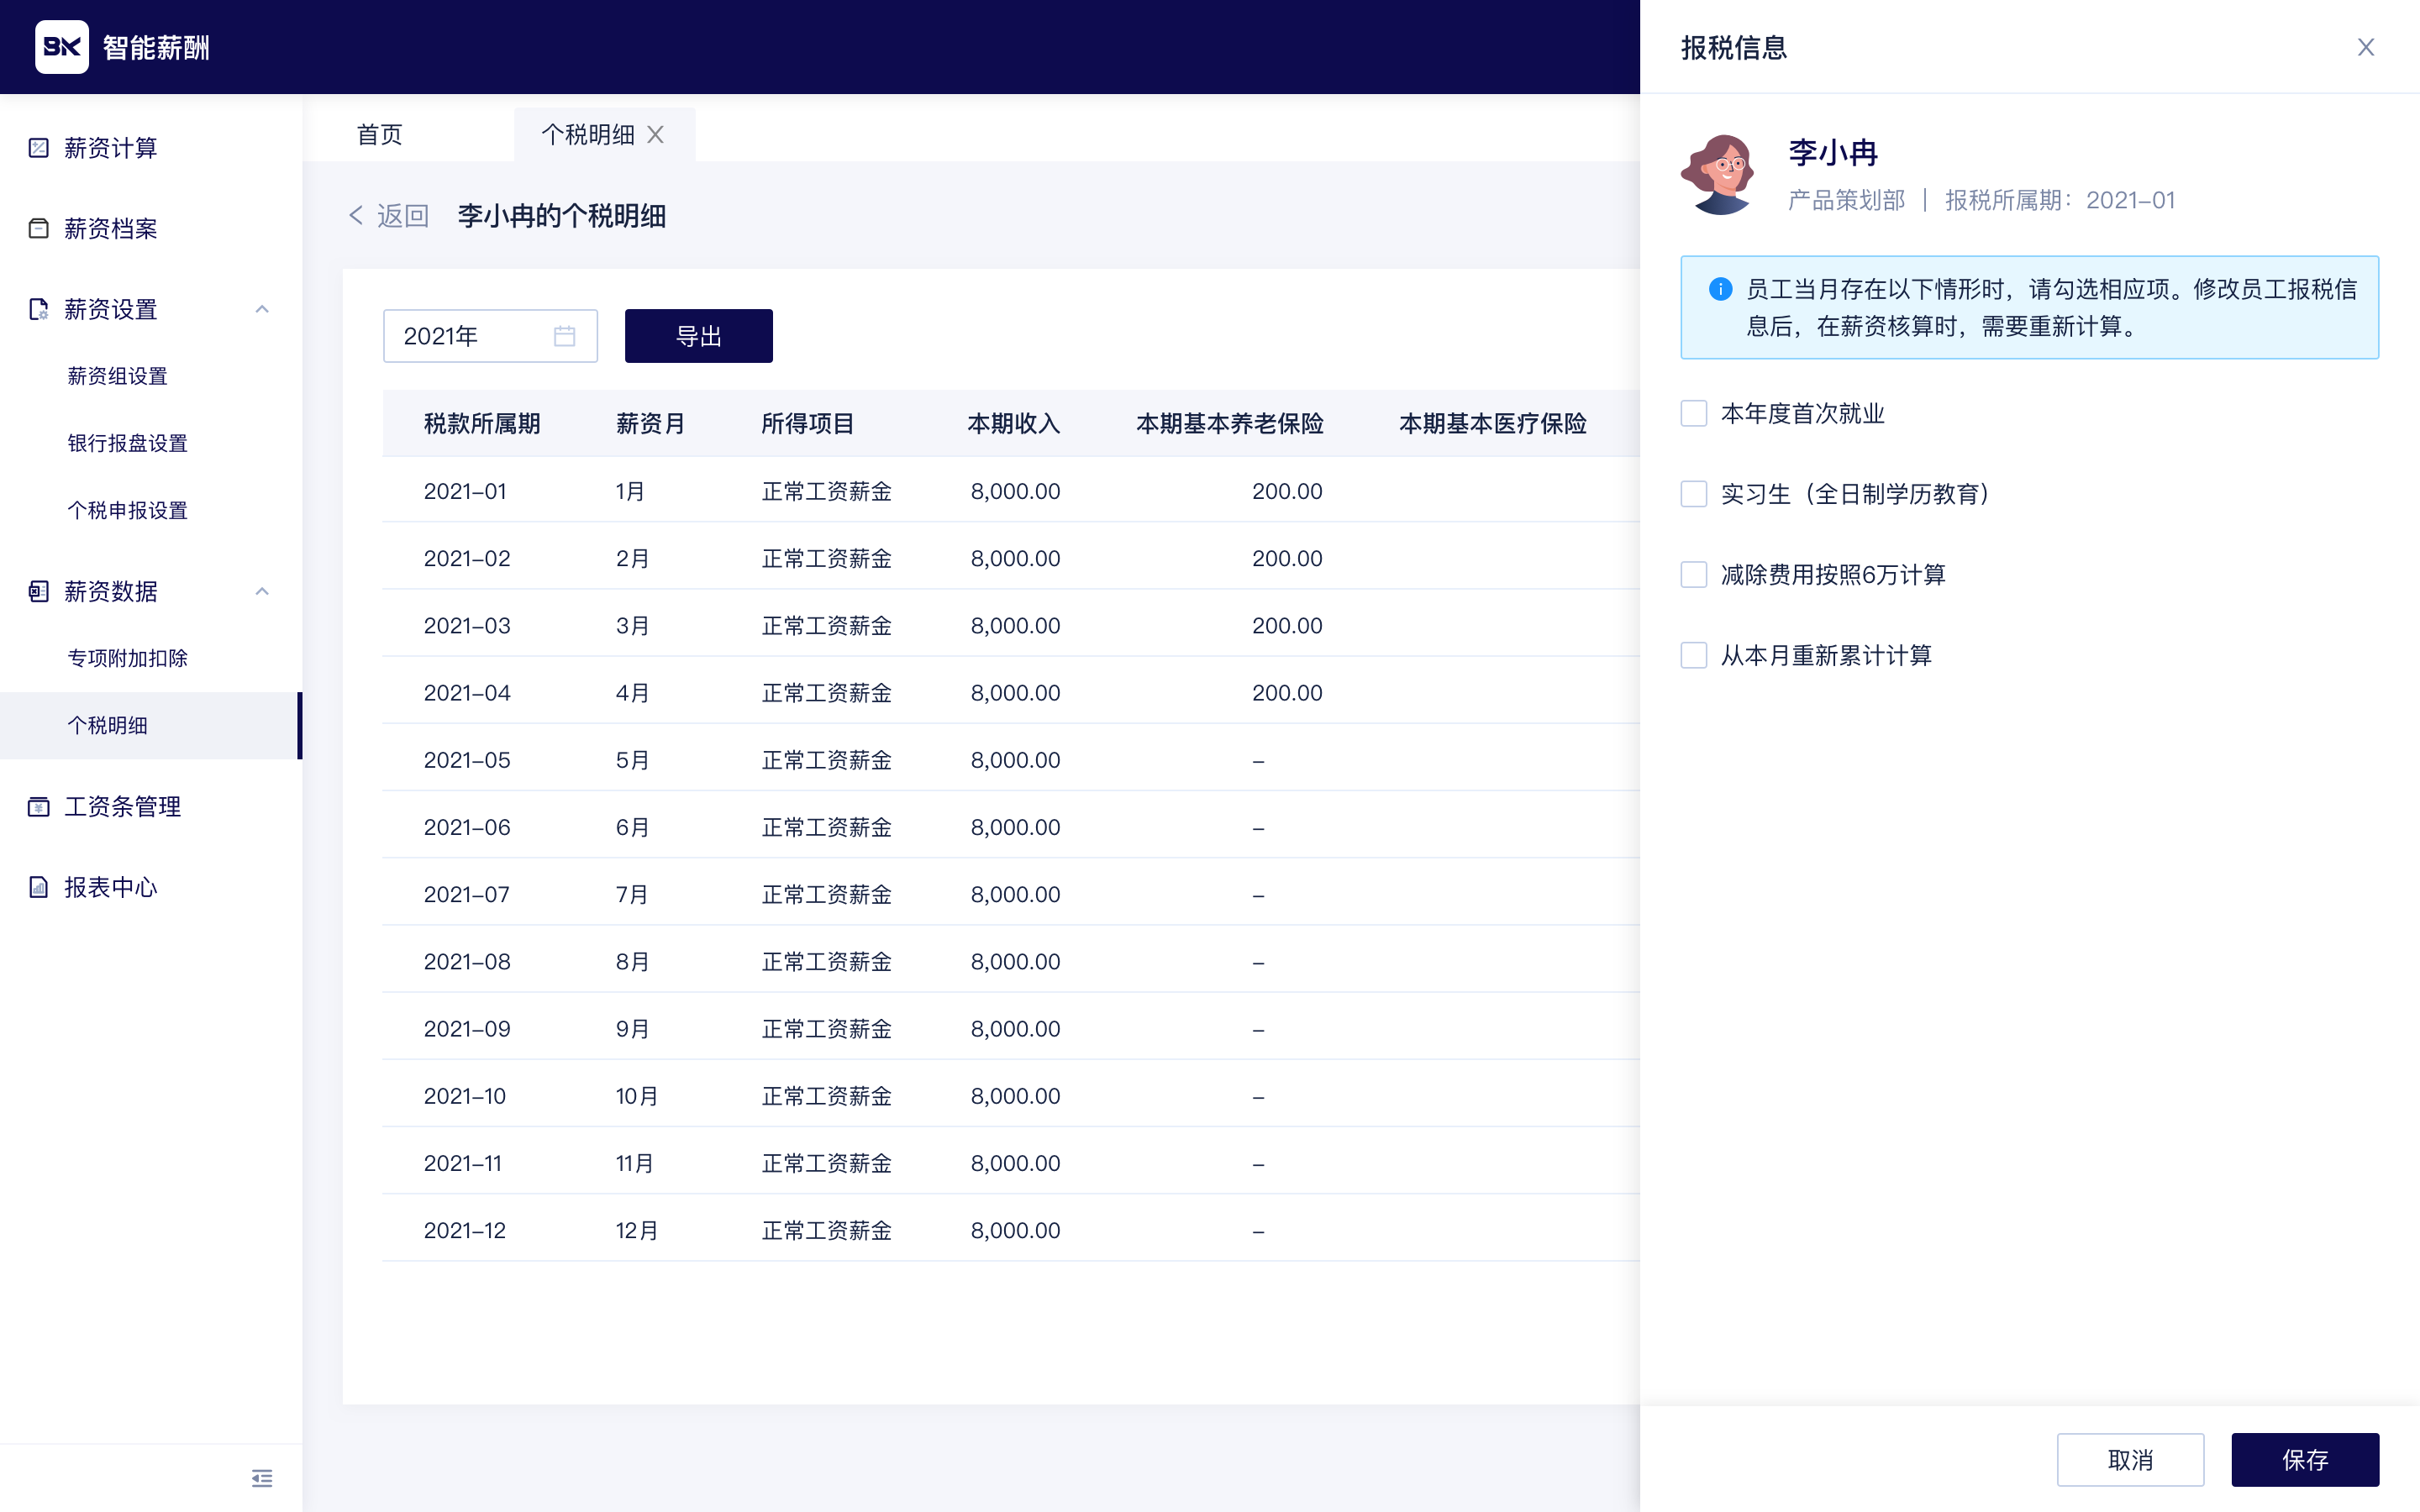 BK 智能薪酬
薪资计算
薪资档案
薪资设置
薪资组设置
银行报盘设置
个税申报设置
薪资数据
专项附加扣除
个税明细
工资条管理
报表中心
首页 个税明细
返回 李小冉的个税明细
2021年 导出
税款所属期 薪资月 所得项目 本期收入 本期基本养老保险 本期基本医疗保险
2021-01 1月 正常工资薪金 8,000.00 200.00
2021-02 2月 正常工资薪金 8,000.00 200.00
2021-03 3月 正常工资薪金 8,000.00 200.00
2021-04 4月 正常工资薪金 8,000.00 200.00
2021-05 5月 正常工资薪金 8,000.00 –
2021-06 6月 正常工资薪金 8,000.00 –
2021-07 7月 正常工资薪金 8,000.00 –
2021-08 8月 正常工资薪金 8,000.00 –
2021-09 9月 正常工资薪金 8,000.00 –
2021-10 10月 正常工资薪金 8,000.00 –
2021-11 11月 正常工资薪金 8,000.00 –
2021-12 12月 正常工资薪金 8,000.00 –
报税信息
李小冉
产品策划部 | 报税所属期：2021-01
员工当月存在以下情形时，请勾选相应项。修改员工报税信
息后，在薪资核算时，需要重新计算。
本年度首次就业
实习生（全日制学历教育）
减除费用按照6万计算
从本月重新累计计算
取消 保存